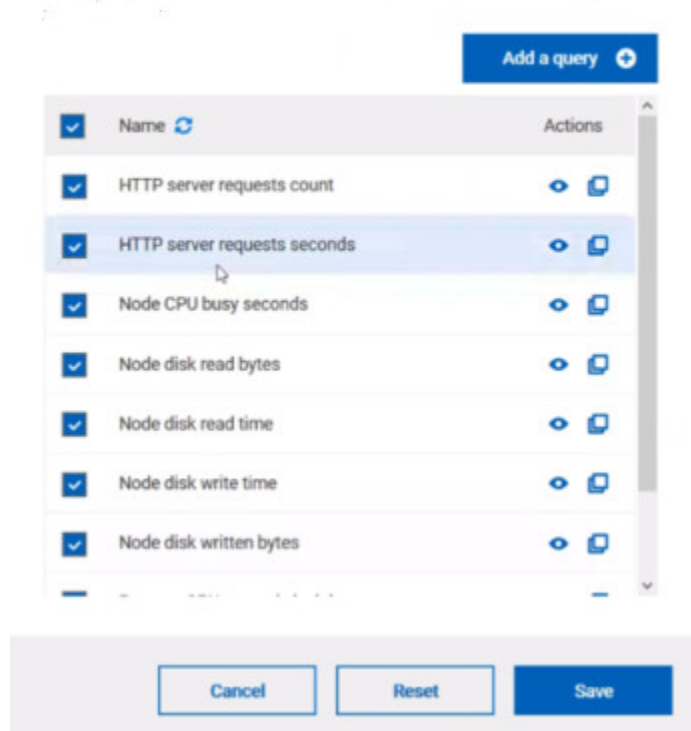 Add a query
Name Actions
HTTP server requests count
HTTP server requests seconds
Node CPU busy seconds
Node disk read bytes
Node disk read time
Node disk write time
Node disk written bytes
Cancel Reset Save